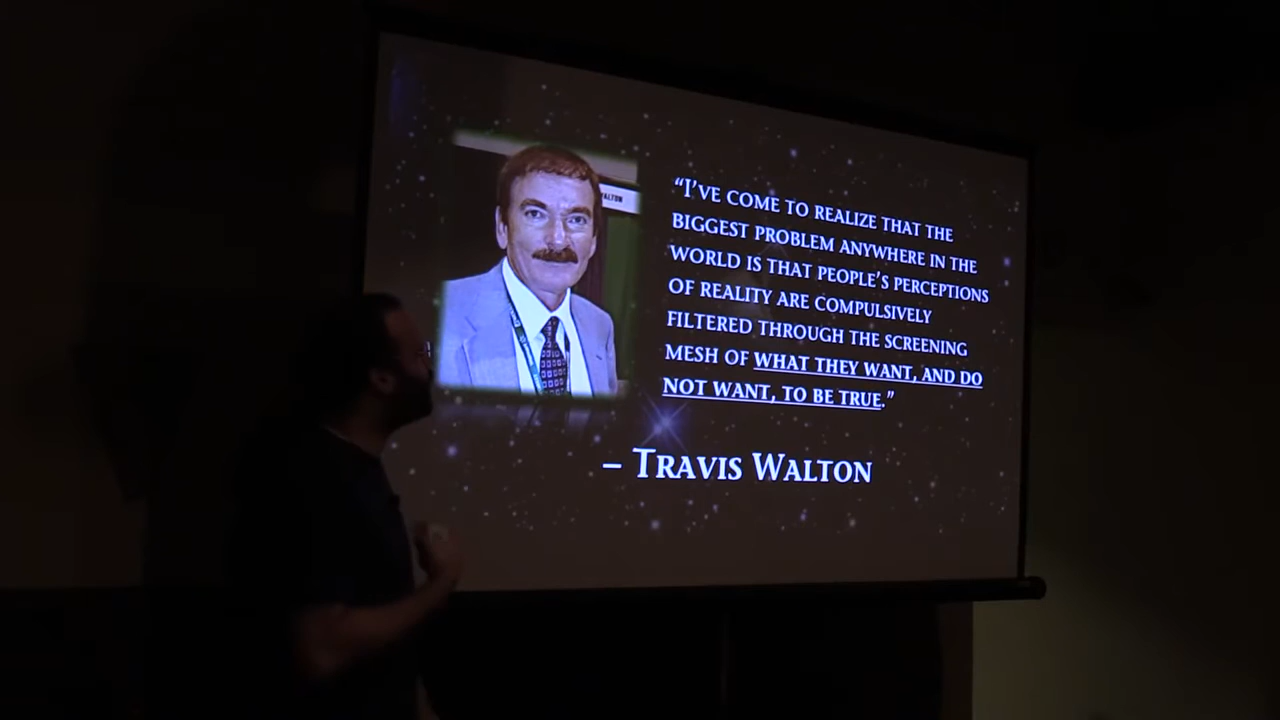 ALTON
“I’VE COME TO REALIZE THAT THE
BIGGEST PROBLEM ANYWHERE IN THE
WORLD IS THAT PEOPLE’S PERCEPTIONS
OF REALITY ARE COMPULSIVELY
FILTERED THROUGH THE SCREENING
MESH OF WHAT THEY WANT, AND DO
NOT WANT, TO BE TRUE.”
– TRAVIS WALTON